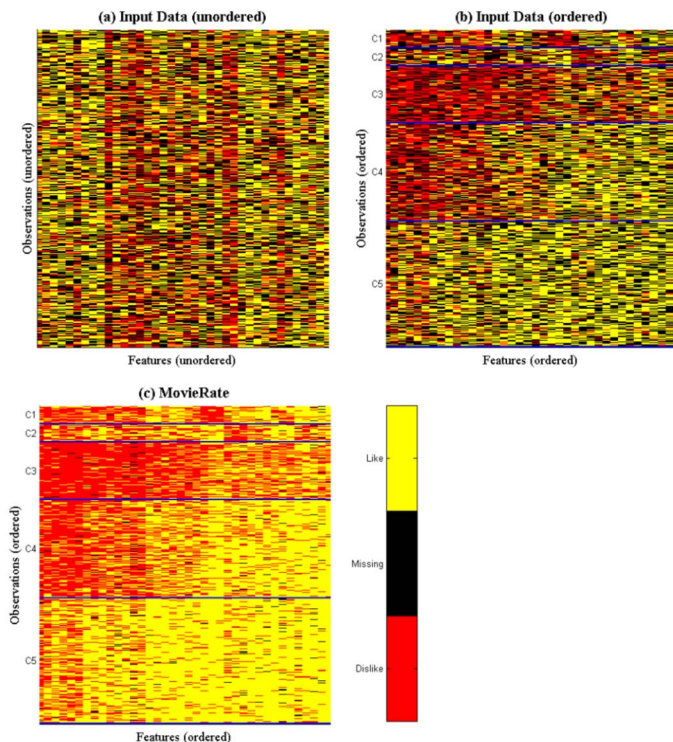 (a) Input Data (unordered)
Observations (unordered)
Features (unordered)
(b) Input Data (ordered)
C1
C2
C3
C4
C5
Observations (ordered)
Features (ordered)
(c) MovieRate
C1
C2
C3
C4
C5
Observations (ordered)
Features (ordered)
Like
Missing
Dislike